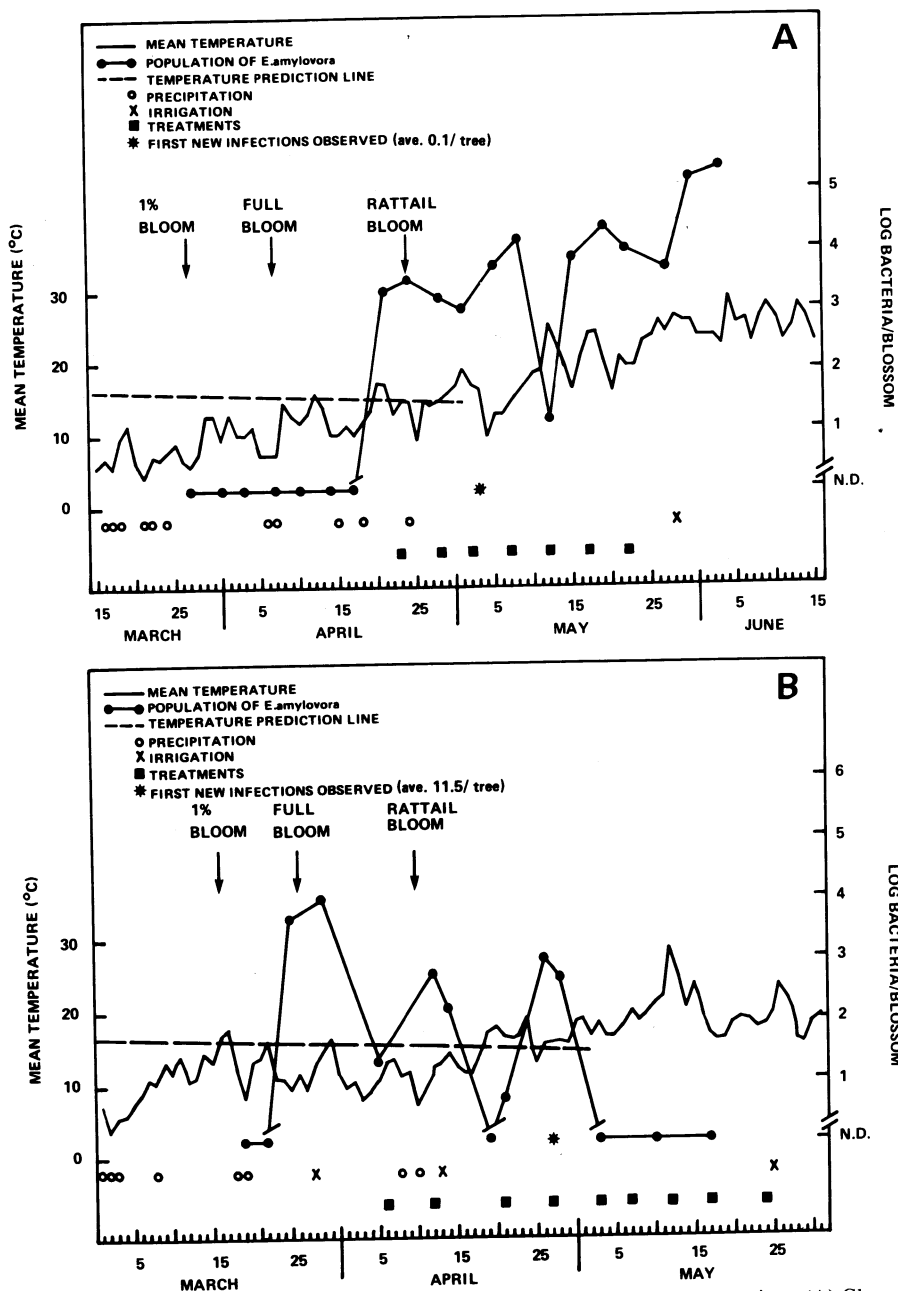 A
MEAN TEMPERATURE
POPULATION OF E.amylovora
TEMPERATURE PREDICTION LINE
PRECIPITATION
IRRIGATION
TREATMENTS
FIRST NEW INFECTIONS OBSERVED (ave. 0.1/ tree)
1% BLOOM
FULL BLOOM
RATTAIL BLOOM
MEAN TEMPERATURE (°C)
30
20
10
0
5
4
3
2
1
N.D.
LOG BACTERIA/BLOSSOM
15 25 5 15 25 5 15 25 5 15
MARCH APRIL MAY JUNE
B
MEAN TEMPERATURE
POPULATION OF E.amylovora
TEMPERATURE PREDICTION LINE
PRECIPITATION
IRRIGATION
TREATMENTS
FIRST NEW INFECTIONS OBSERVED (ave. 11.5/ tree)
1% BLOOM
FULL BLOOM
RATTAIL BLOOM
MEAN TEMPERATURE (°C)
30
20
10
0
6
5
4
3
2
1
N.D.
LOG BACTERIA/BLOSSOM
5 15 25 5 15 25 5 15 25
MARCH APRIL MAY